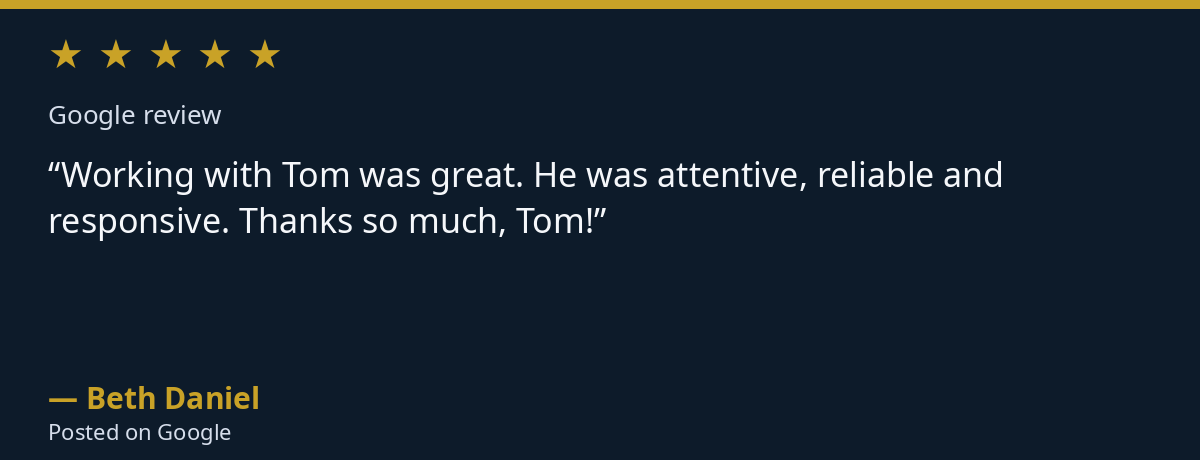 ★ ★ ★ ★ ★
Google review
“Working with Tom was great. He was attentive, reliable and
responsive. Thanks so much, Tom!”
— Beth Daniel
Posted on Google